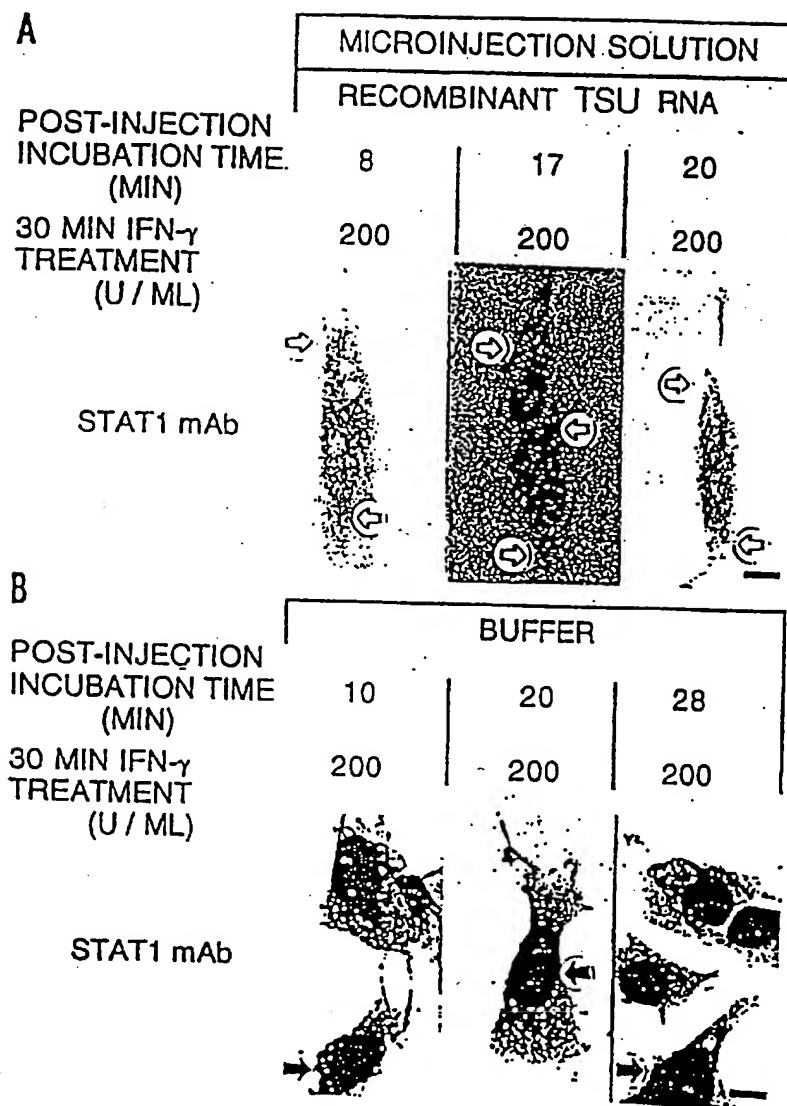 A
MICROINJECTION SOLUTION
RECOMBINANT TSU RNA
POST-INJECTION
INCUBATION TIME.
(MIN)
8 17 20
30 MIN IFN-γ
TREATMENT
(U / ML)
200 200 200
STAT1 mAb
B
BUFFER
POST-INJECTION
INCUBATION TIME
(MIN)
10 20 28
30 MIN IFN-γ
TREATMENT
(U / ML)
200 200 200
STAT1 mAb